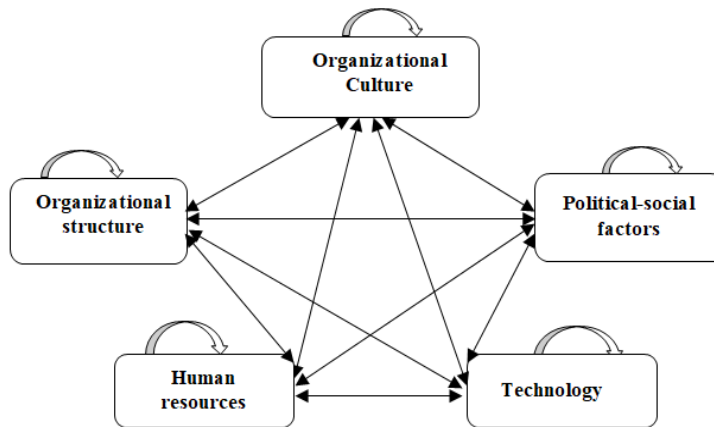 Organizational
Culture
Organizational
structure
Political-social
factors
Human
resources
Technology